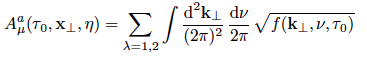 $A^a_\mu(\tau_0, \mathbf{x}_\perp, \eta) = \sum_{\lambda=1,2} \int \frac{\mathrm{d}^2\mathbf{k}_\perp}{(2\pi)^2} \frac{\mathrm{d}\nu}{2\pi} \sqrt{f(\mathbf{k}_\perp, \nu, \tau_0)}$